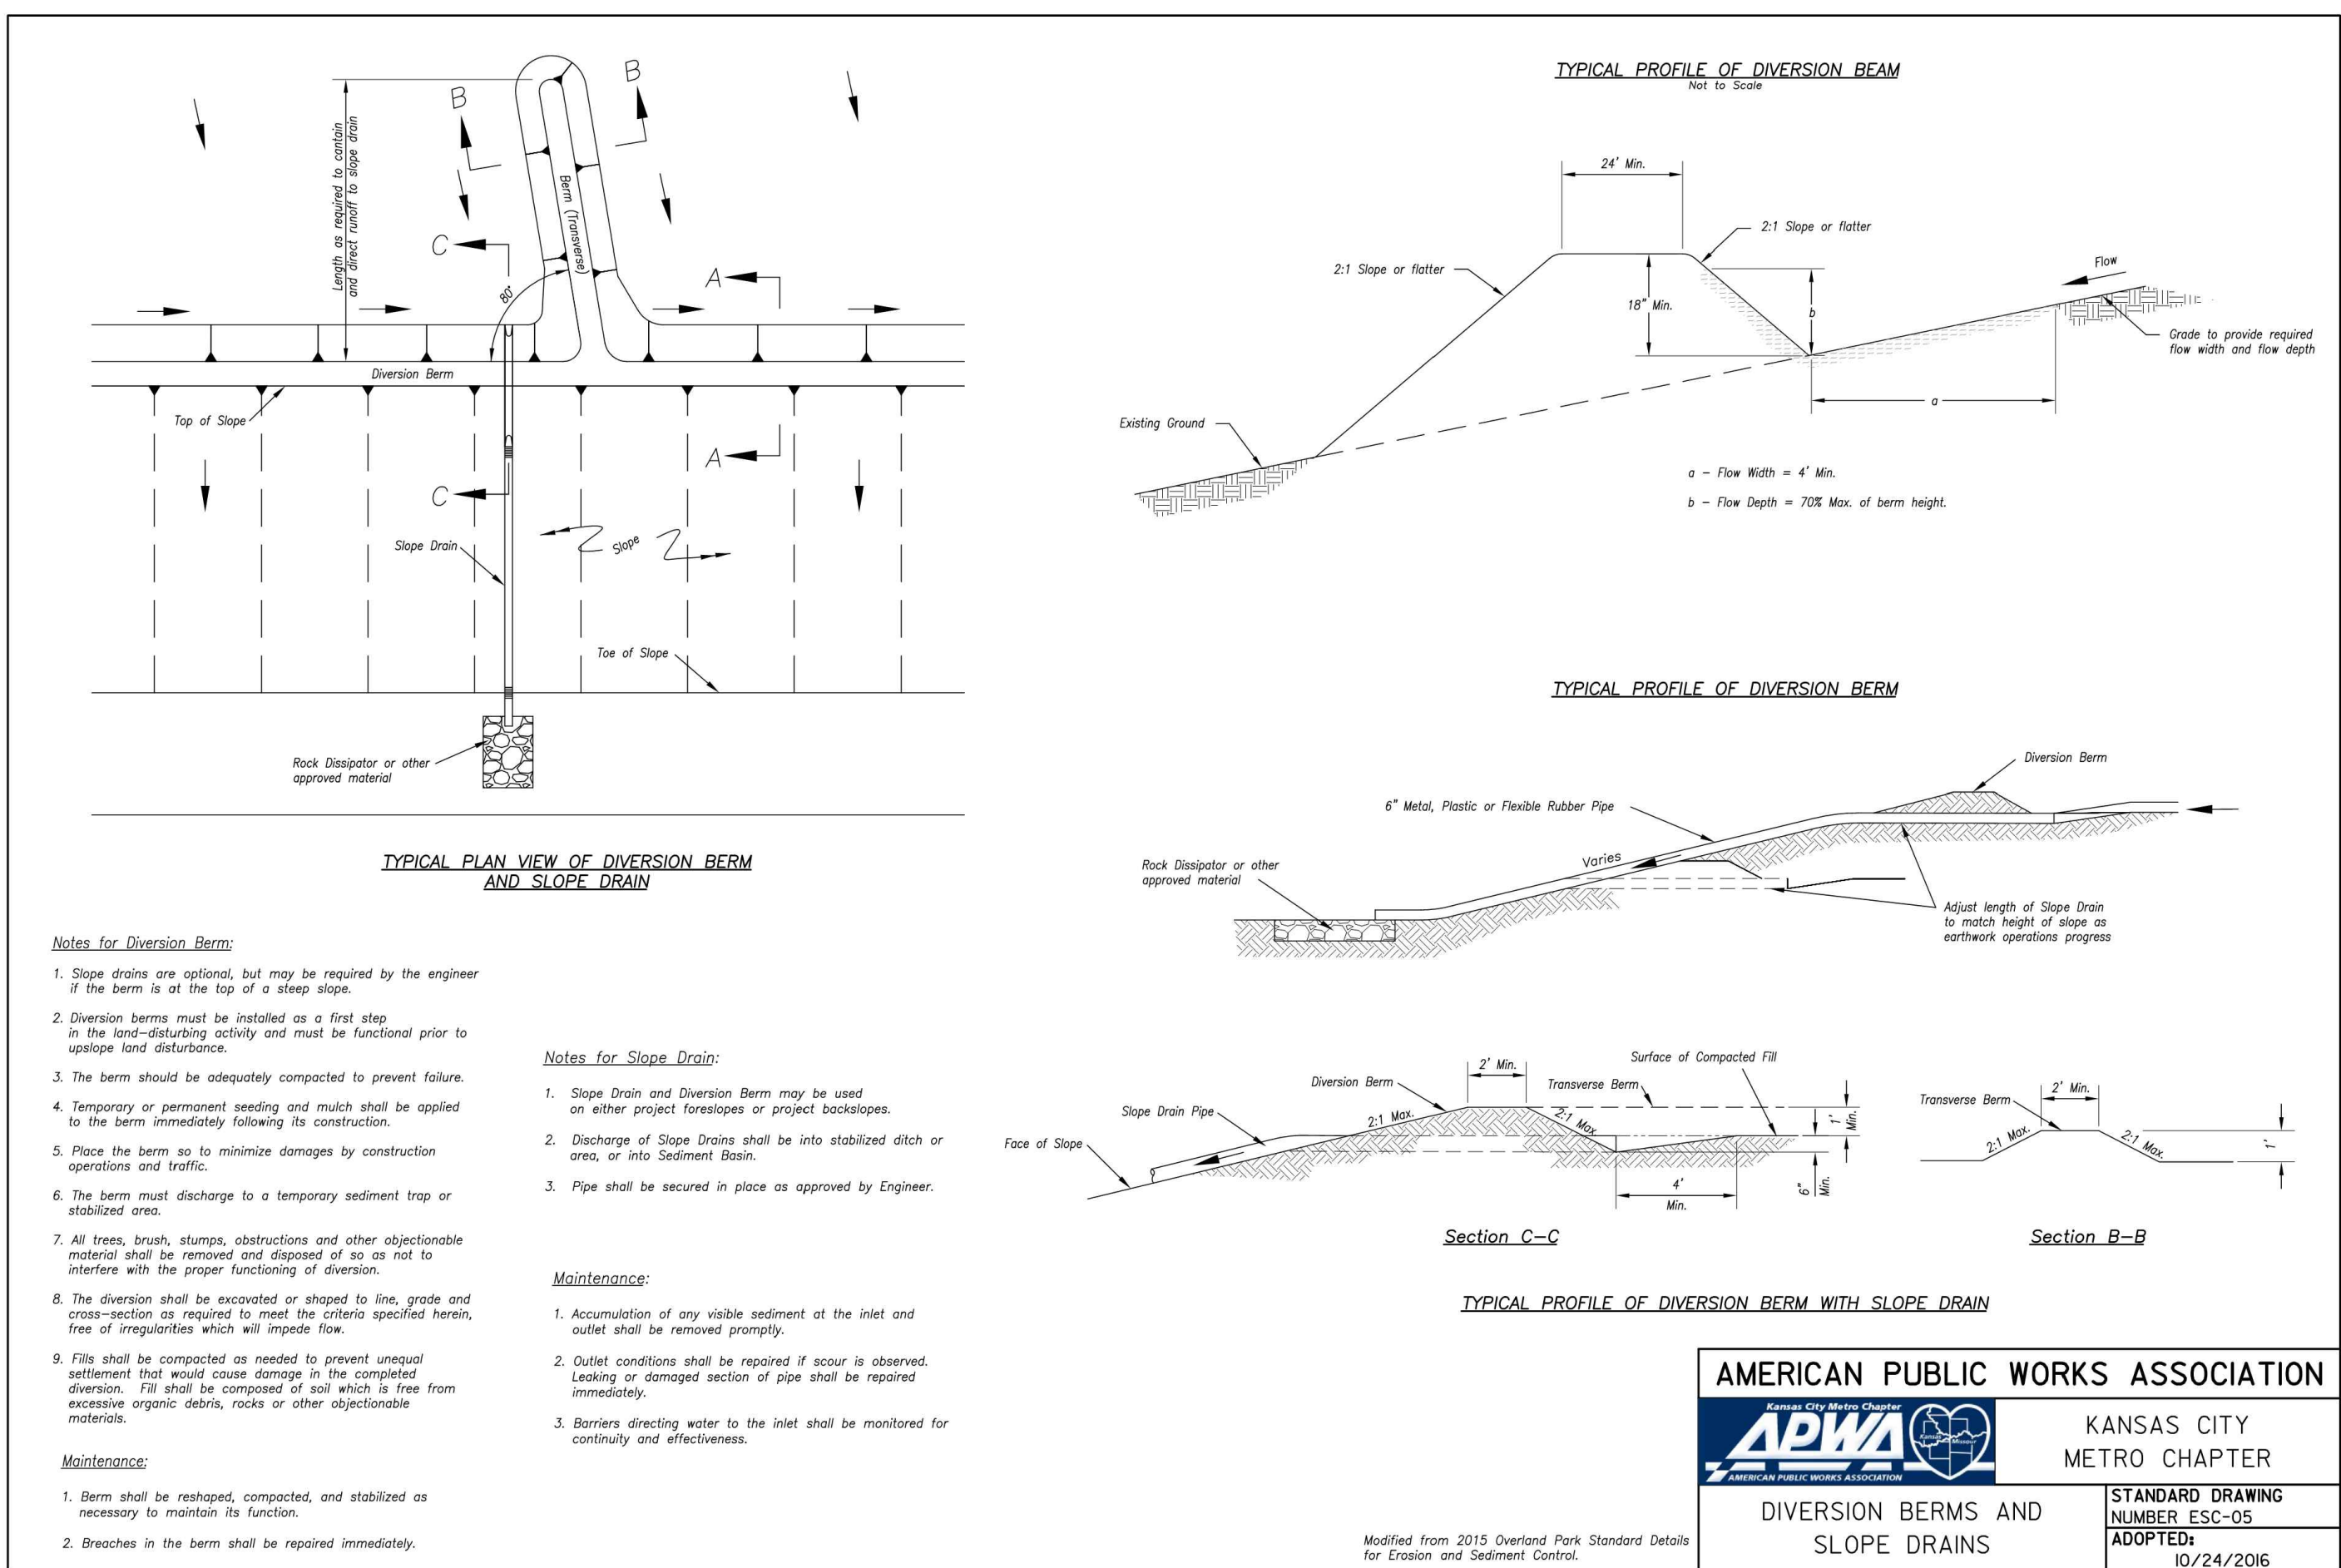 B
B
Length as required to cantain
and direct runoff to slope drain
Berm (Transverse)
C
A
80°
Diversion Berm
Top of Slope
A
C
Slope Drain
Slope
Toe of Slope
Rock Dissipator or other
approved material
TYPICAL PLAN VIEW OF DIVERSION BERM
AND SLOPE DRAIN
TYPICAL PROFILE OF DIVERSION BEAM
Not to Scale
24' Min.
2:1 Slope or flatter
2:1 Slope or flatter
Flow
18" Min.
b
Grade to provide required
flow width and flow depth
a
Existing Ground
a - Flow Width = 4' Min.
b - Flow Depth = 70% Max. of berm height.
TYPICAL PROFILE OF DIVERSION BERM
Diversion Berm
6" Metal, Plastic or Flexible Rubber Pipe
Varies
Rock Dissipator or other
approved material
Adjust length of Slope Drain
to match height of slope as
earthwork operations progress
2' Min.
Surface of Compacted Fill
Diversion Berm
Transverse Berm
Slope Drain Pipe
2:1 Max.
2:1 Max.
1'
Min.
Face of Slope
4'
Min.
6"
Min.
Section C-C
2' Min.
Transverse Berm
2:1 Max.
2:1 Max.
1'
Section B-B
TYPICAL PROFILE OF DIVERSION BERM WITH SLOPE DRAIN
Notes for Diversion Berm:
1. Slope drains are optional, but may be required by the engineer
if the berm is at the top of a steep slope.
2. Diversion berms must be installed as a first step
in the land-disturbing activity and must be functional prior to
upslope land disturbance.
3. The berm should be adequately compacted to prevent failure.
4. Temporary or permanent seeding and mulch shall be applied
to the berm immediately following its construction.
5. Place the berm so to minimize damages by construction
operations and traffic.
6. The berm must discharge to a temporary sediment trap or
stabilized area.
7. All trees, brush, stumps, obstructions and other objectionable
material shall be removed and disposed of so as not to
interfere with the proper functioning of diversion.
8. The diversion shall be excavated or shaped to line, grade and
cross-section as required to meet the criteria specified herein,
free of irregularities which will impede flow.
9. Fills shall be compacted as needed to prevent unequal
settlement that would cause damage in the completed
diversion. Fill shall be composed of soil which is free from
excessive organic debris, rocks or other objectionable
materials.
Maintenance:
1. Berm shall be reshaped, compacted, and stabilized as
necessary to maintain its function.
2. Breaches in the berm shall be repaired immediately.
Notes for Slope Drain:
1. Slope Drain and Diversion Berm may be used
on either project foreslopes or project backslopes.
2. Discharge of Slope Drains shall be into stabilized ditch or
area, or into Sediment Basin.
3. Pipe shall be secured in place as approved by Engineer.
Maintenance:
1. Accumulation of any visible sediment at the inlet and
outlet shall be removed promptly.
2. Outlet conditions shall be repaired if scour is observed.
Leaking or damaged section of pipe shall be repaired
immediately.
3. Barriers directing water to the inlet shall be monitored for
continuity and effectiveness.
Modified from 2015 Overland Park Standard Details
for Erosion and Sediment Control.
AMERICAN PUBLIC WORKS ASSOCIATION
Kansas City Metro Chapter
APWA
Kansas
Missouri
AMERICAN PUBLIC WORKS ASSOCIATION
KANSAS CITY
METRO CHAPTER
DIVERSION BERMS AND
SLOPE DRAINS
STANDARD DRAWING
NUMBER ESC-05
ADOPTED:
10/24/2016